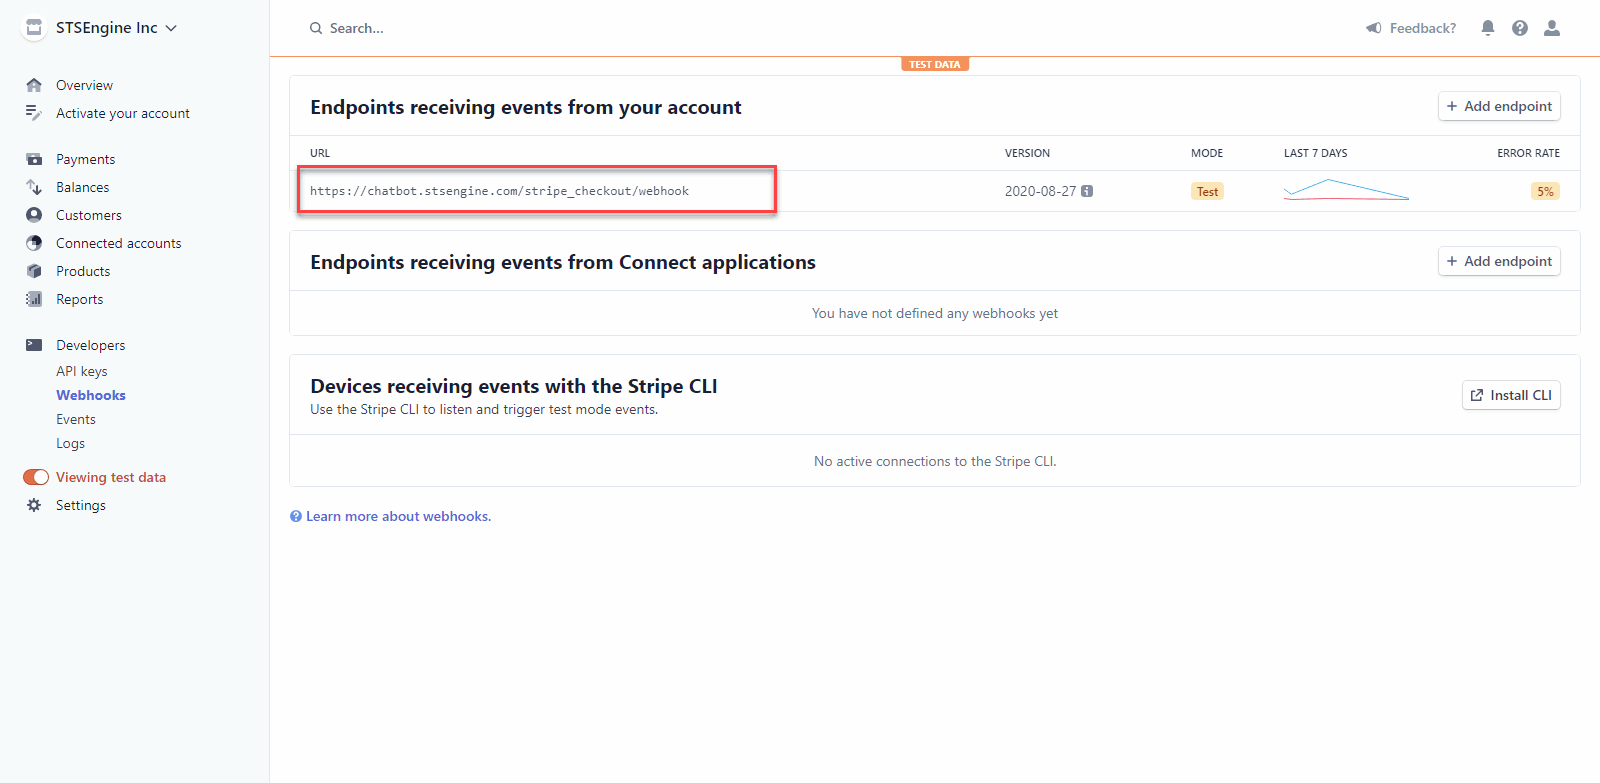 STSEngine Inc
Search...
Feedback?
TEST DATA
Overview
Activate your account
Payments
Balances
Customers
Connected accounts
Products
Reports
Developers
API keys
Webhooks
Events
Logs
Viewing test data
Settings
Endpoints receiving events from your account
+ Add endpoint
URL VERSION MODE LAST 7 DAYS ERROR RATE
https://chatbot.stsengine.com/stripe_checkout/webhook 2020-08-27 Test 5%
Endpoints receiving events from Connect applications
+ Add endpoint
You have not defined any webhooks yet
Devices receiving events with the Stripe CLI
Use the Stripe CLI to listen and trigger test mode events.
Install CLI
No active connections to the Stripe CLI.
Learn more about webhooks.